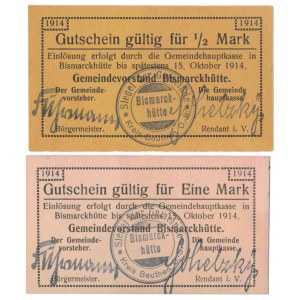 1914 1914
Gutschein gültig für 1/2 Mark
Einlösung erfolgt durch die Gemeindehauptkasse in
Bismarckhütte bis spätestens 15. Oktober 1914.
Gemeindevorstand Bismarckhütte.
Der Gemeinde- Die Gemeinde-
vorsteher. hauptkasse
Bismarck-
hütte
Bürgermeister. Rendant i. V.
1914 1914
Gutschein gültig für Eine Mark
Einlösung erfolgt durch die Gemeindehauptkasse in
Bismarckhütte bis spätestens 15. Oktober 1914.
Gemeindevorstand Bismarckhütte.
Der Gemeinde- Die Gemeinde-
vorsteher. hauptkasse
Bismarck-
hütte
Kreis Beuthen
Bürgermeister. Rendant i. V.